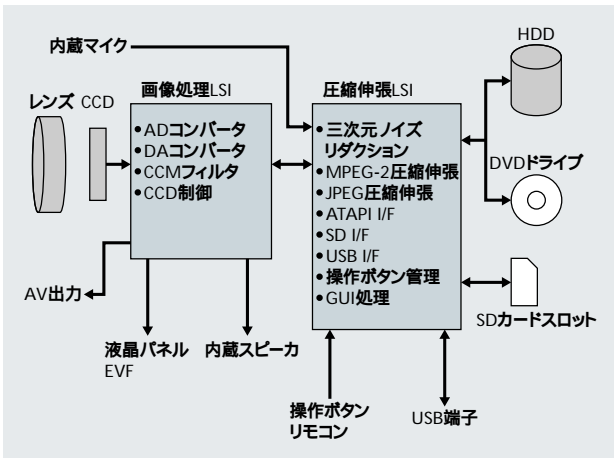 内蔵マイク
HDD
レンズ CCD
画像処理LSI
•ADコンバータ
•DAコンバータ
•CCMフィルタ
•CCD制御
圧縮伸張LSI
•三次元ノイズ
リダクション
•MPEG-2圧縮伸張
•JPEG圧縮伸張
•ATAPI I/F
•SD I/F
•USB I/F
•操作ボタン管理
•GUI処理
DVDドライブ
AV出力
液晶パネル
EVF
内蔵スピーカ
SDカードスロット
操作ボタン
リモコン
USB端子